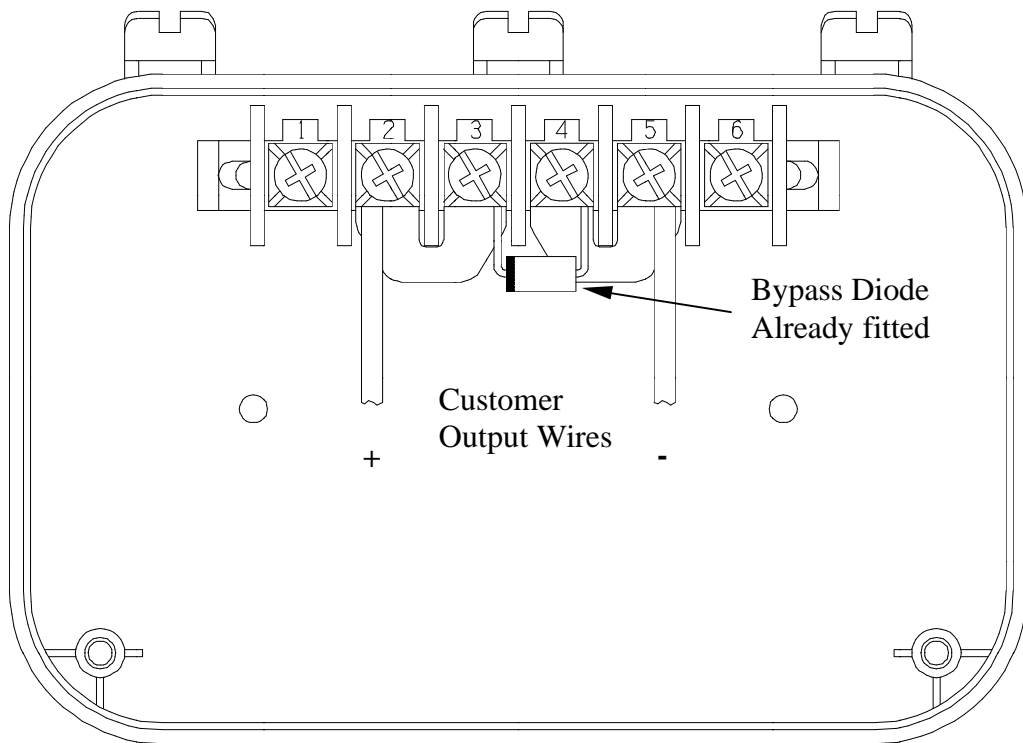 1 2 3 4 5 6
Bypass Diode
Already fitted
Customer
Output Wires
+ -